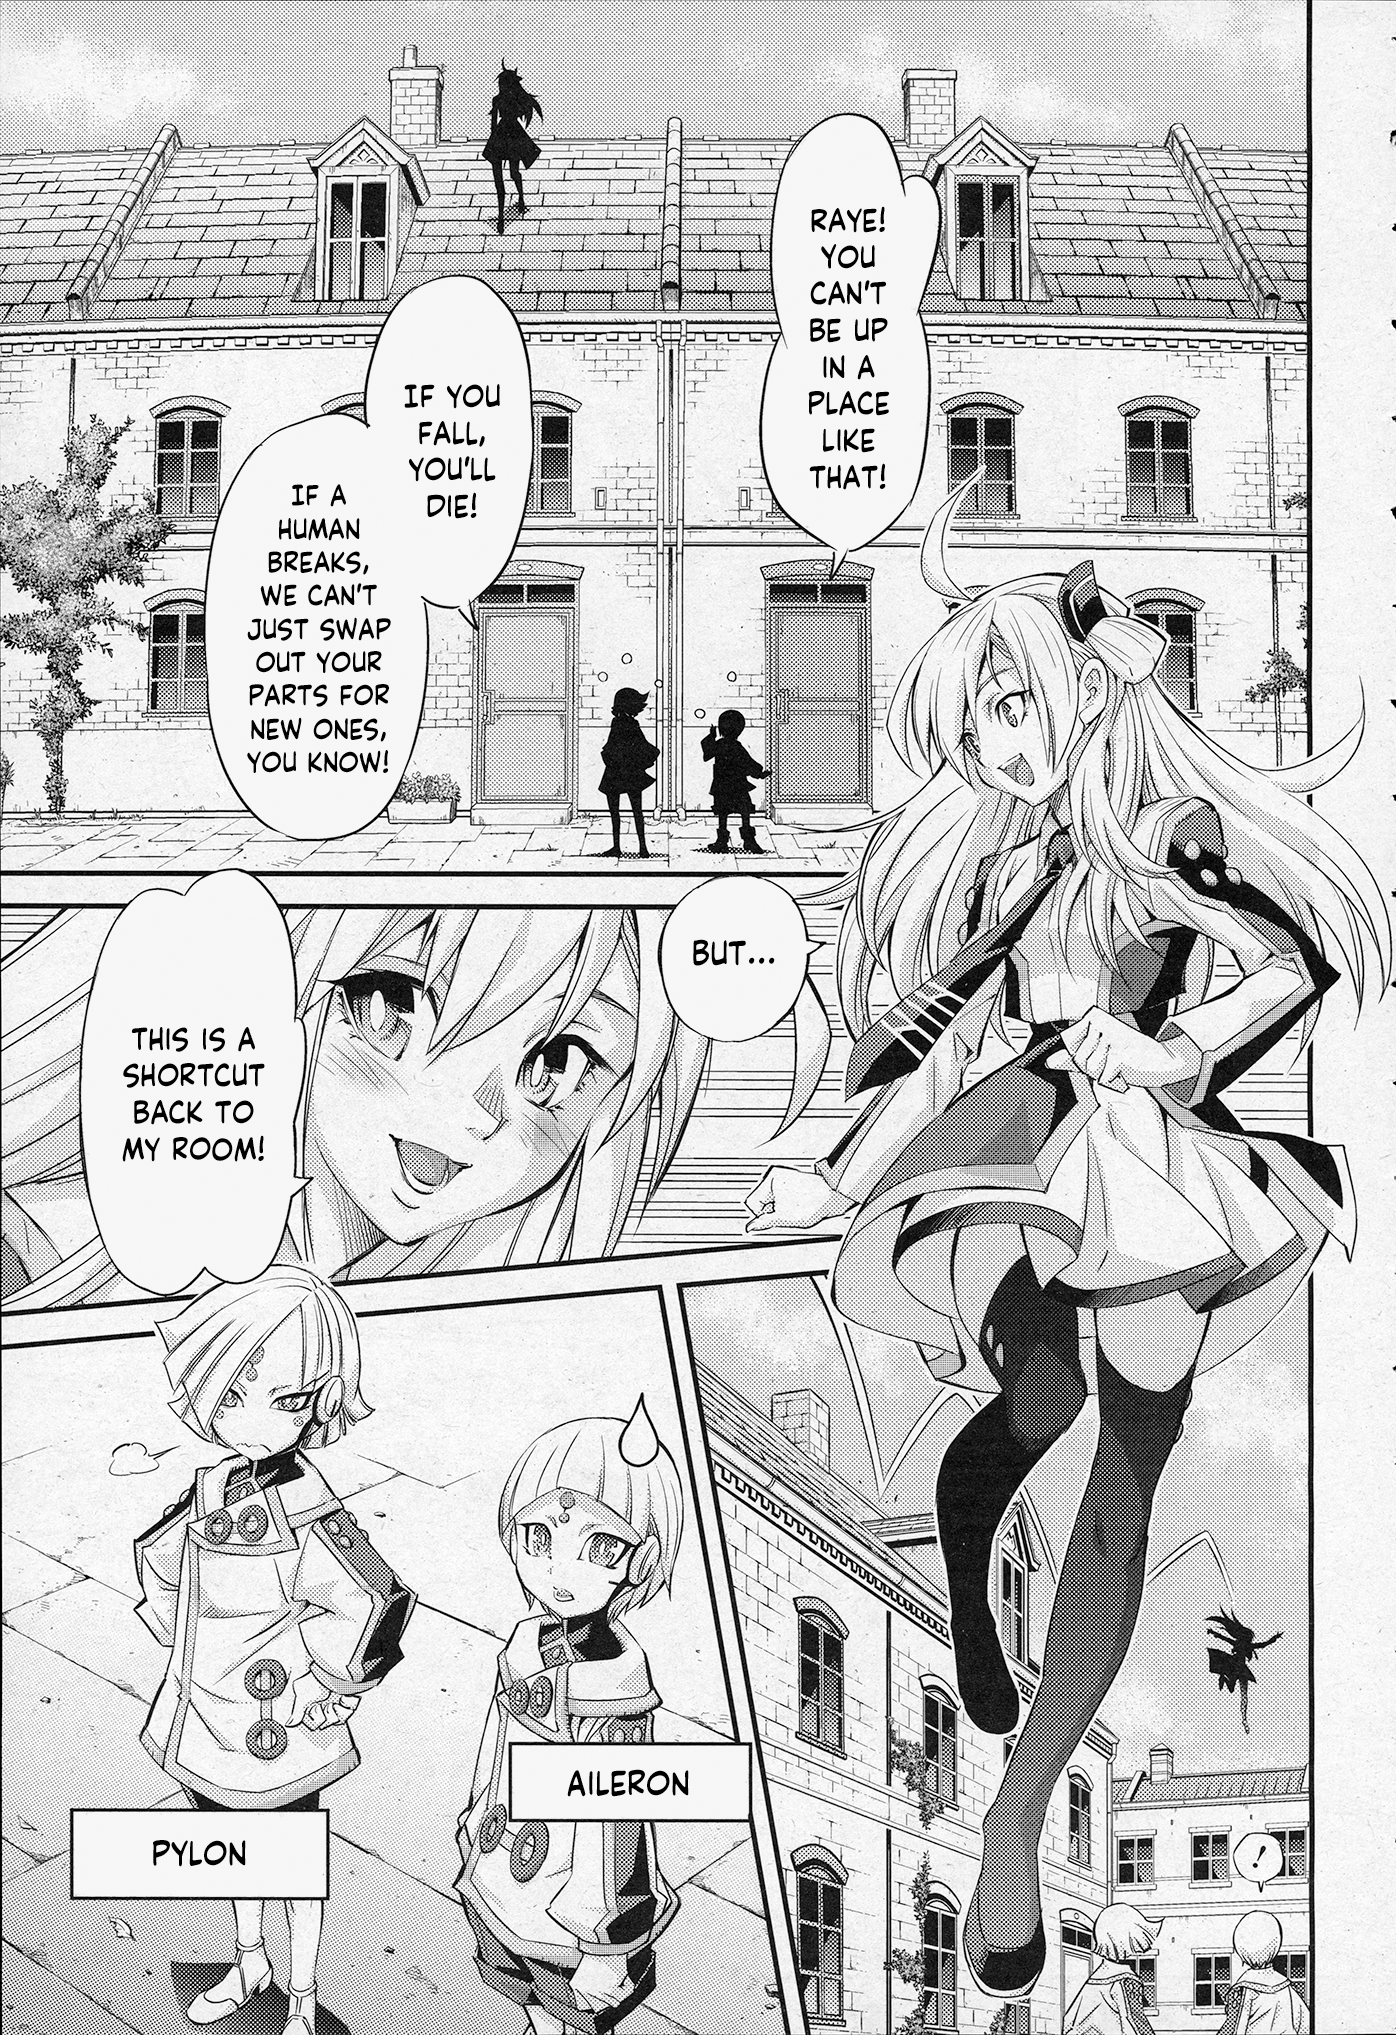 RAYE!
YOU
CAN'T
BE UP
IN A
PLACE
LIKE
THAT!
IF YOU
FALL,
YOU'LL
DIE!
IF A
HUMAN
BREAKS,
WE CAN'T
JUST SWAP
OUT YOUR
PARTS FOR
NEW ONES,
YOU KNOW!
BUT...
THIS IS A
SHORTCUT
BACK TO
MY ROOM!
!
AILERON
PYLON